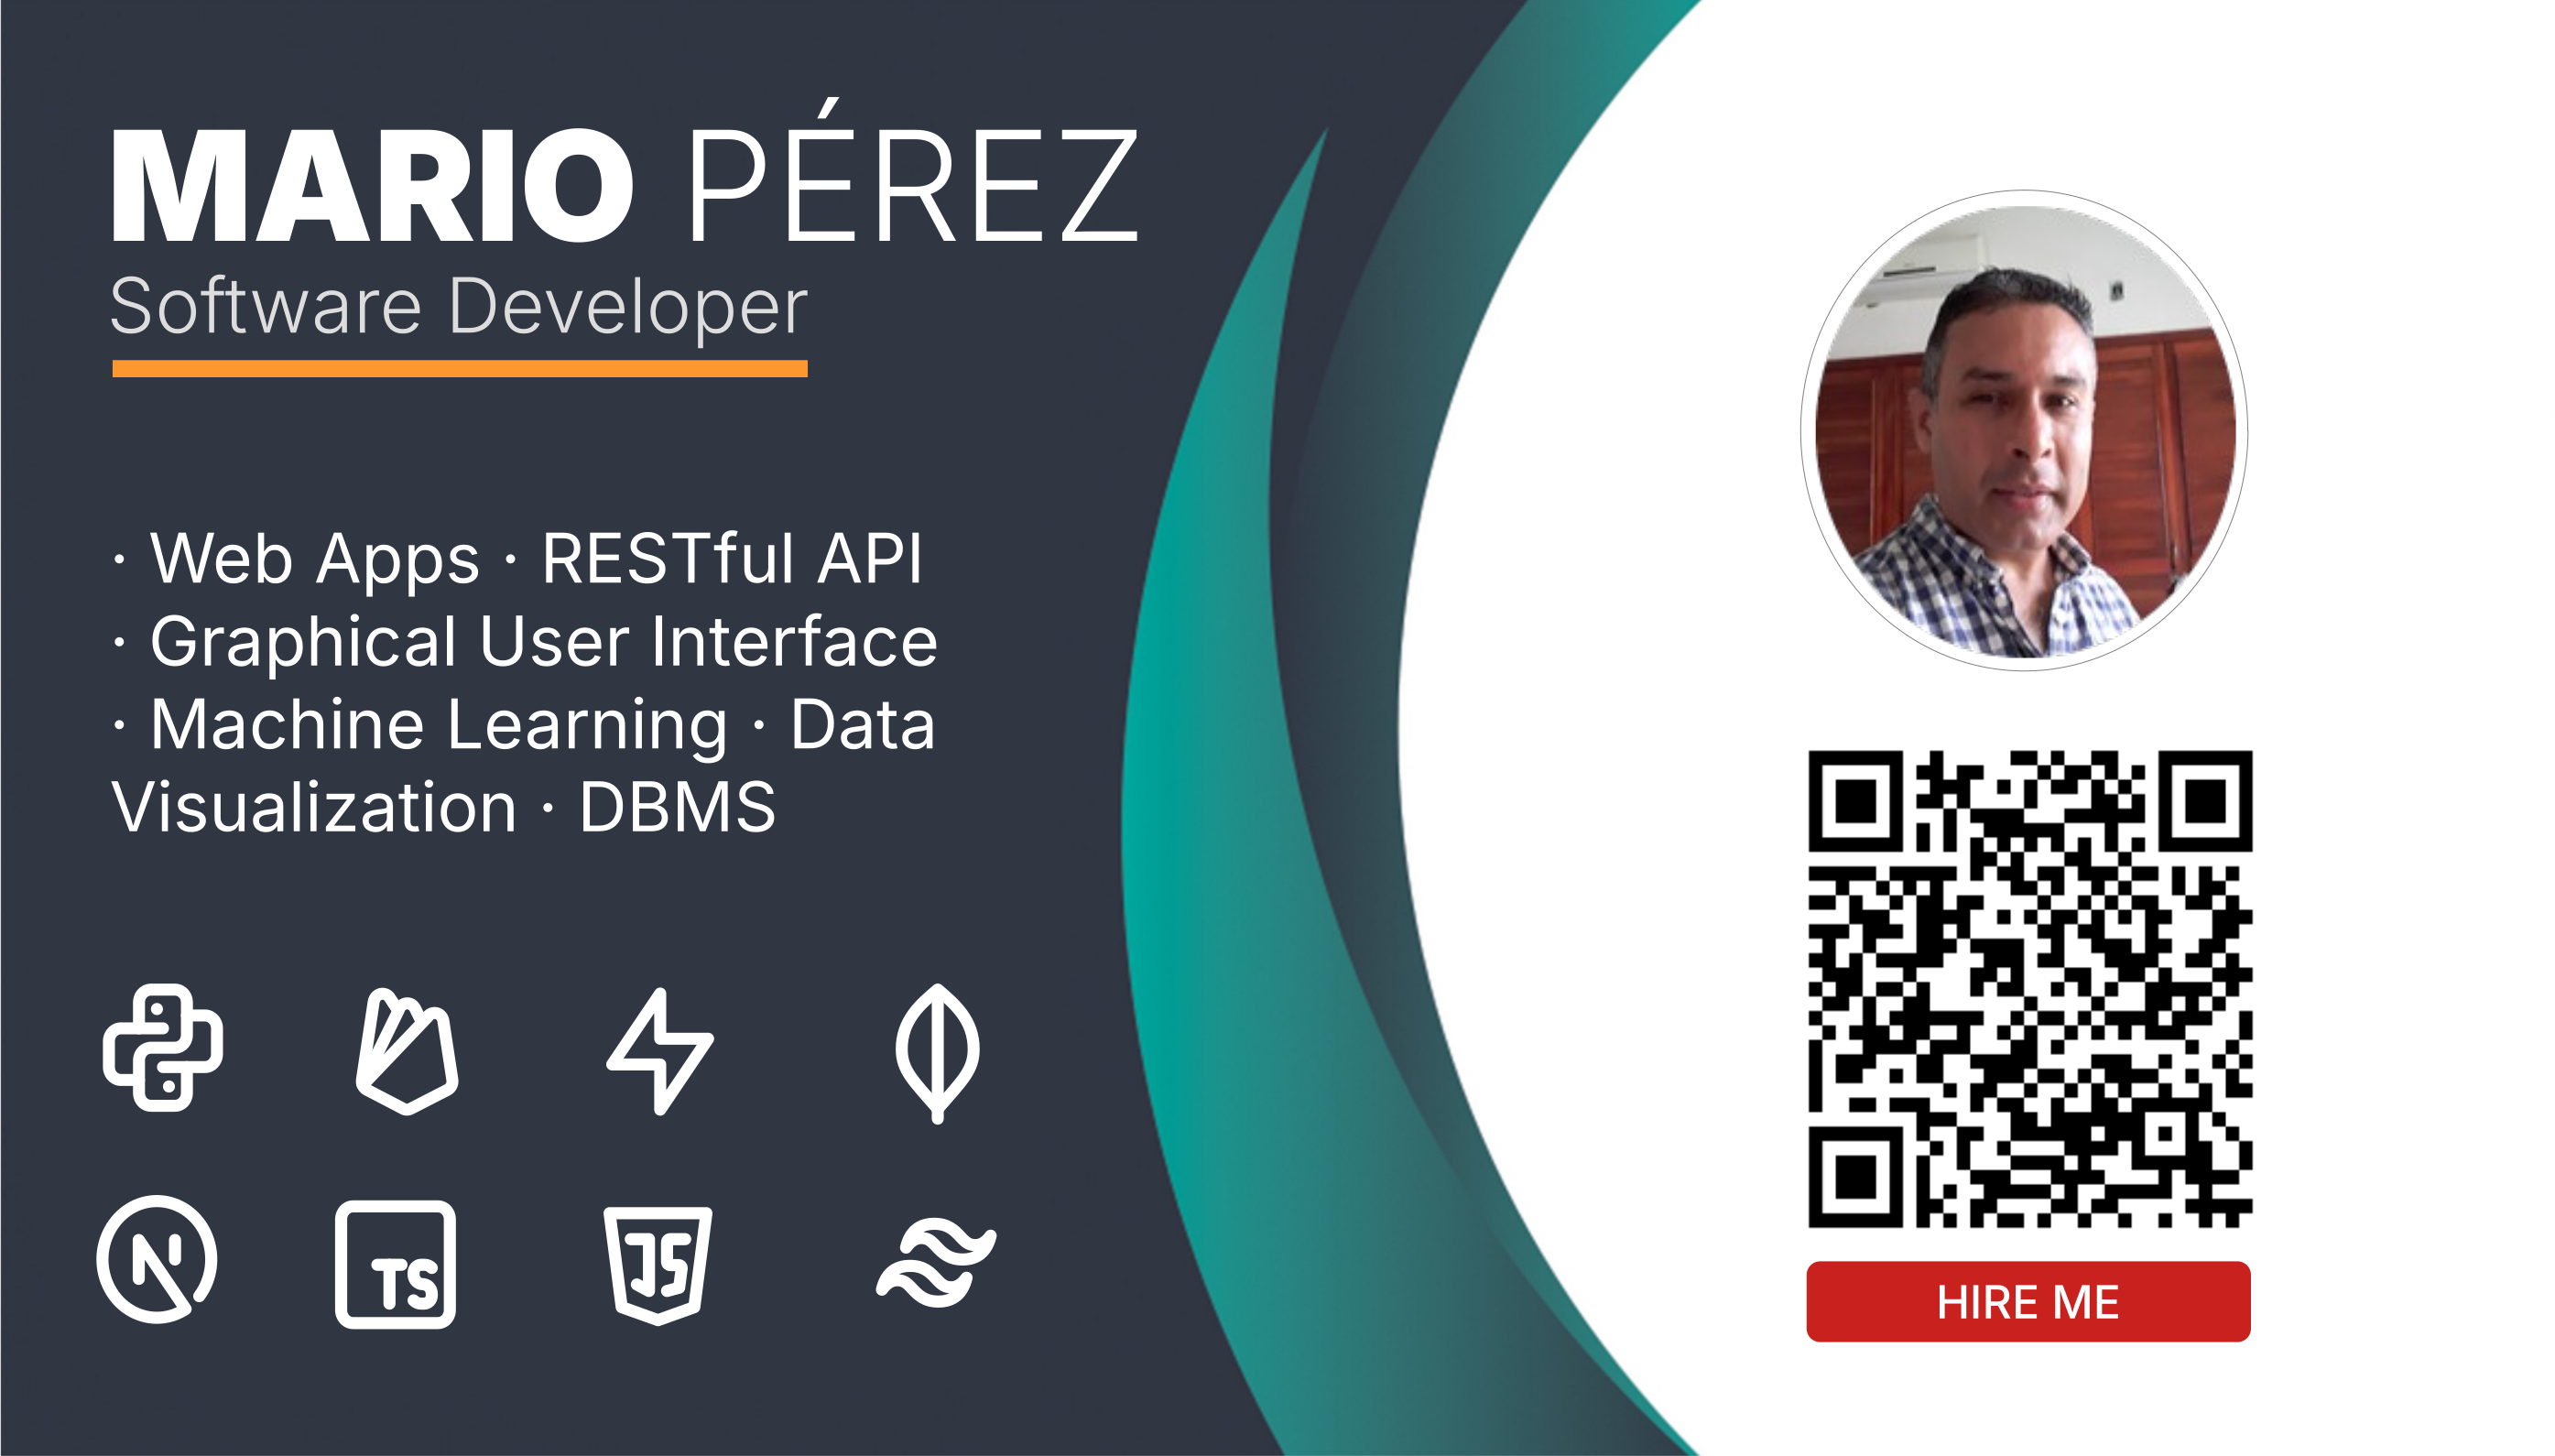 MARIO PÉREZ
Software Developer
· Web Apps · RESTful API
· Graphical User Interface
· Machine Learning · Data
Visualization · DBMS
N
TS
JS
HIRE ME